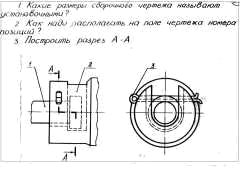 1 Какие размеры сборочного чертежа называют
установочными?
2 Как надо располагать на поле чертежа номера
позиций?
3. Построить разрез А-А.
А
1
2
3
А